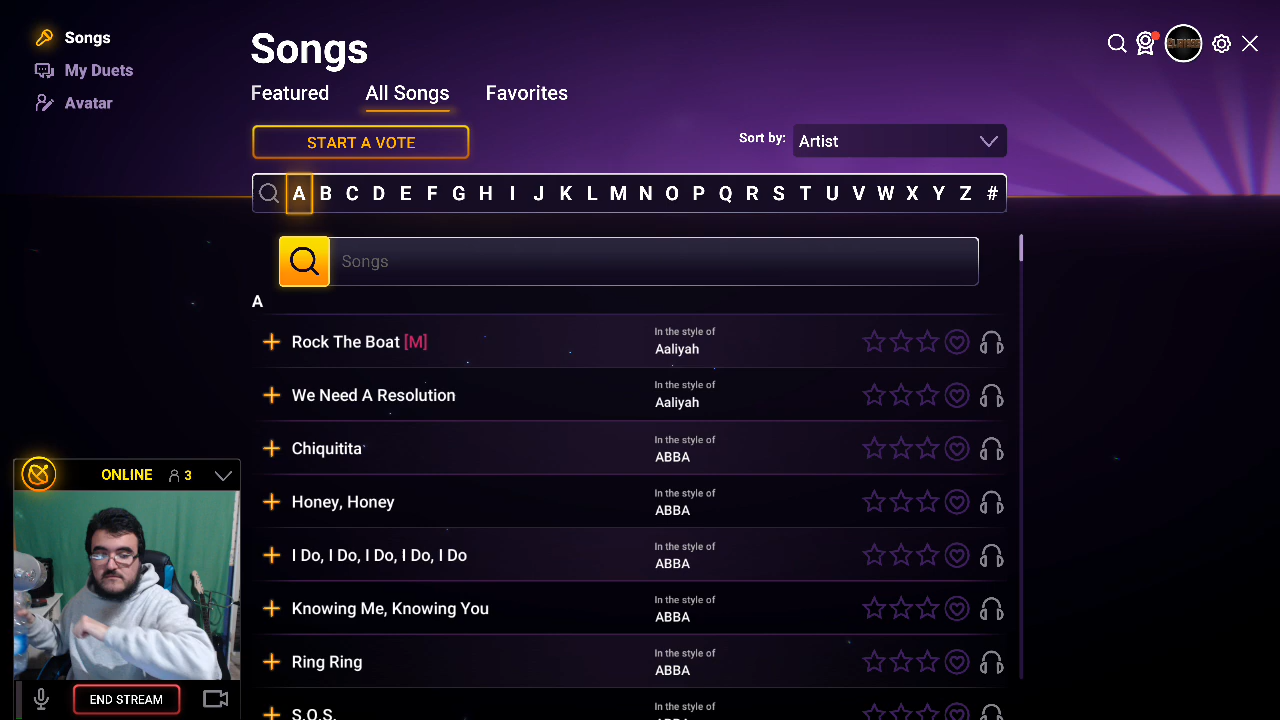 Songs
My Duets
Avatar
Songs
Featured
All Songs
Favorites
START A VOTE
Sort by:
Artist
A B C D E F G H I J K L M N O P Q R S T U V W X Y Z #
Songs
A
Rock The Boat [M]
In the style of
Aaliyah
We Need A Resolution
In the style of
Aaliyah
Chiquitita
In the style of
ABBA
Honey, Honey
In the style of
ABBA
I Do, I Do, I Do, I Do, I Do
In the style of
ABBA
Knowing Me, Knowing You
In the style of
ABBA
Ring Ring
In the style of
ABBA
S.O.S.
In the style of
ABBA
ONLINE 3
END STREAM